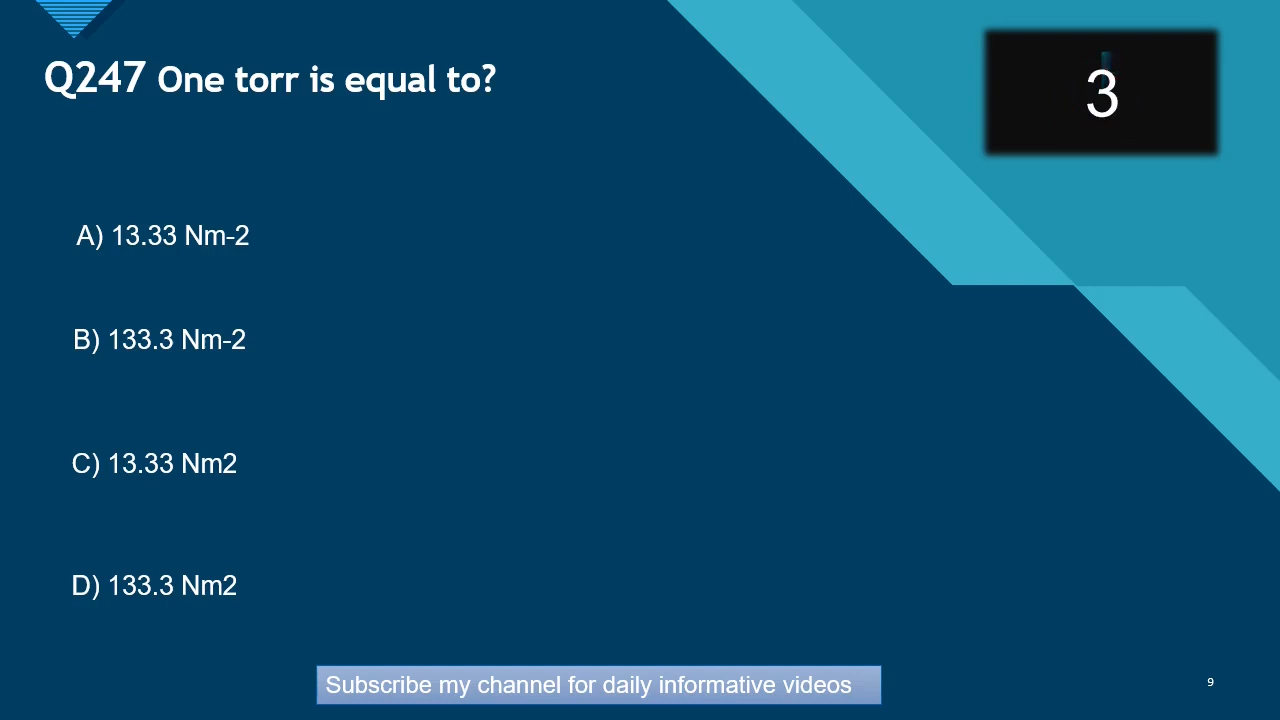 Q247 One torr is equal to?
3
A) 13.33 Nm-2
B) 133.3 Nm-2
C) 13.33 Nm2
D) 133.3 Nm2
Subscribe my channel for daily informative videos
9